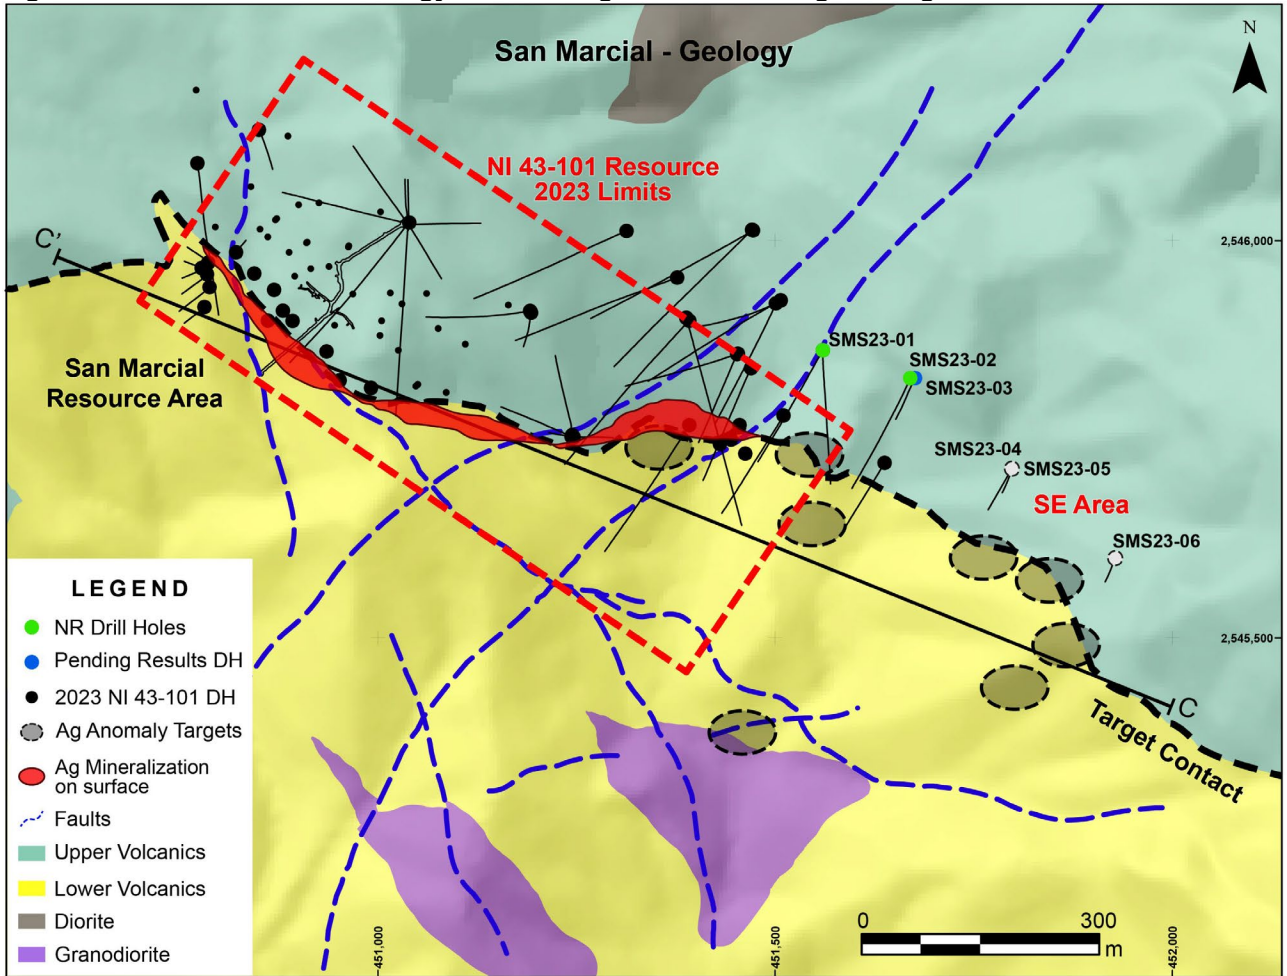 San Marcial - Geology
N
NI 43-101 Resource
2023 Limits
C'
2,546,000
SMS23-01
SMS23-02
SMS23-03
San Marcial
Resource Area
SMS23-04
SMS23-05
SE Area
SMS23-06
2,545,500
C
Target Contact
LEGEND
NR Drill Holes
Pending Results DH
2023 NI 43-101 DH
Ag Anomaly Targets
Ag Mineralization
on surface
Faults
Upper Volcanics
Lower Volcanics
Diorite
Granodiorite
0 300
m
451,000
451,500
452,000